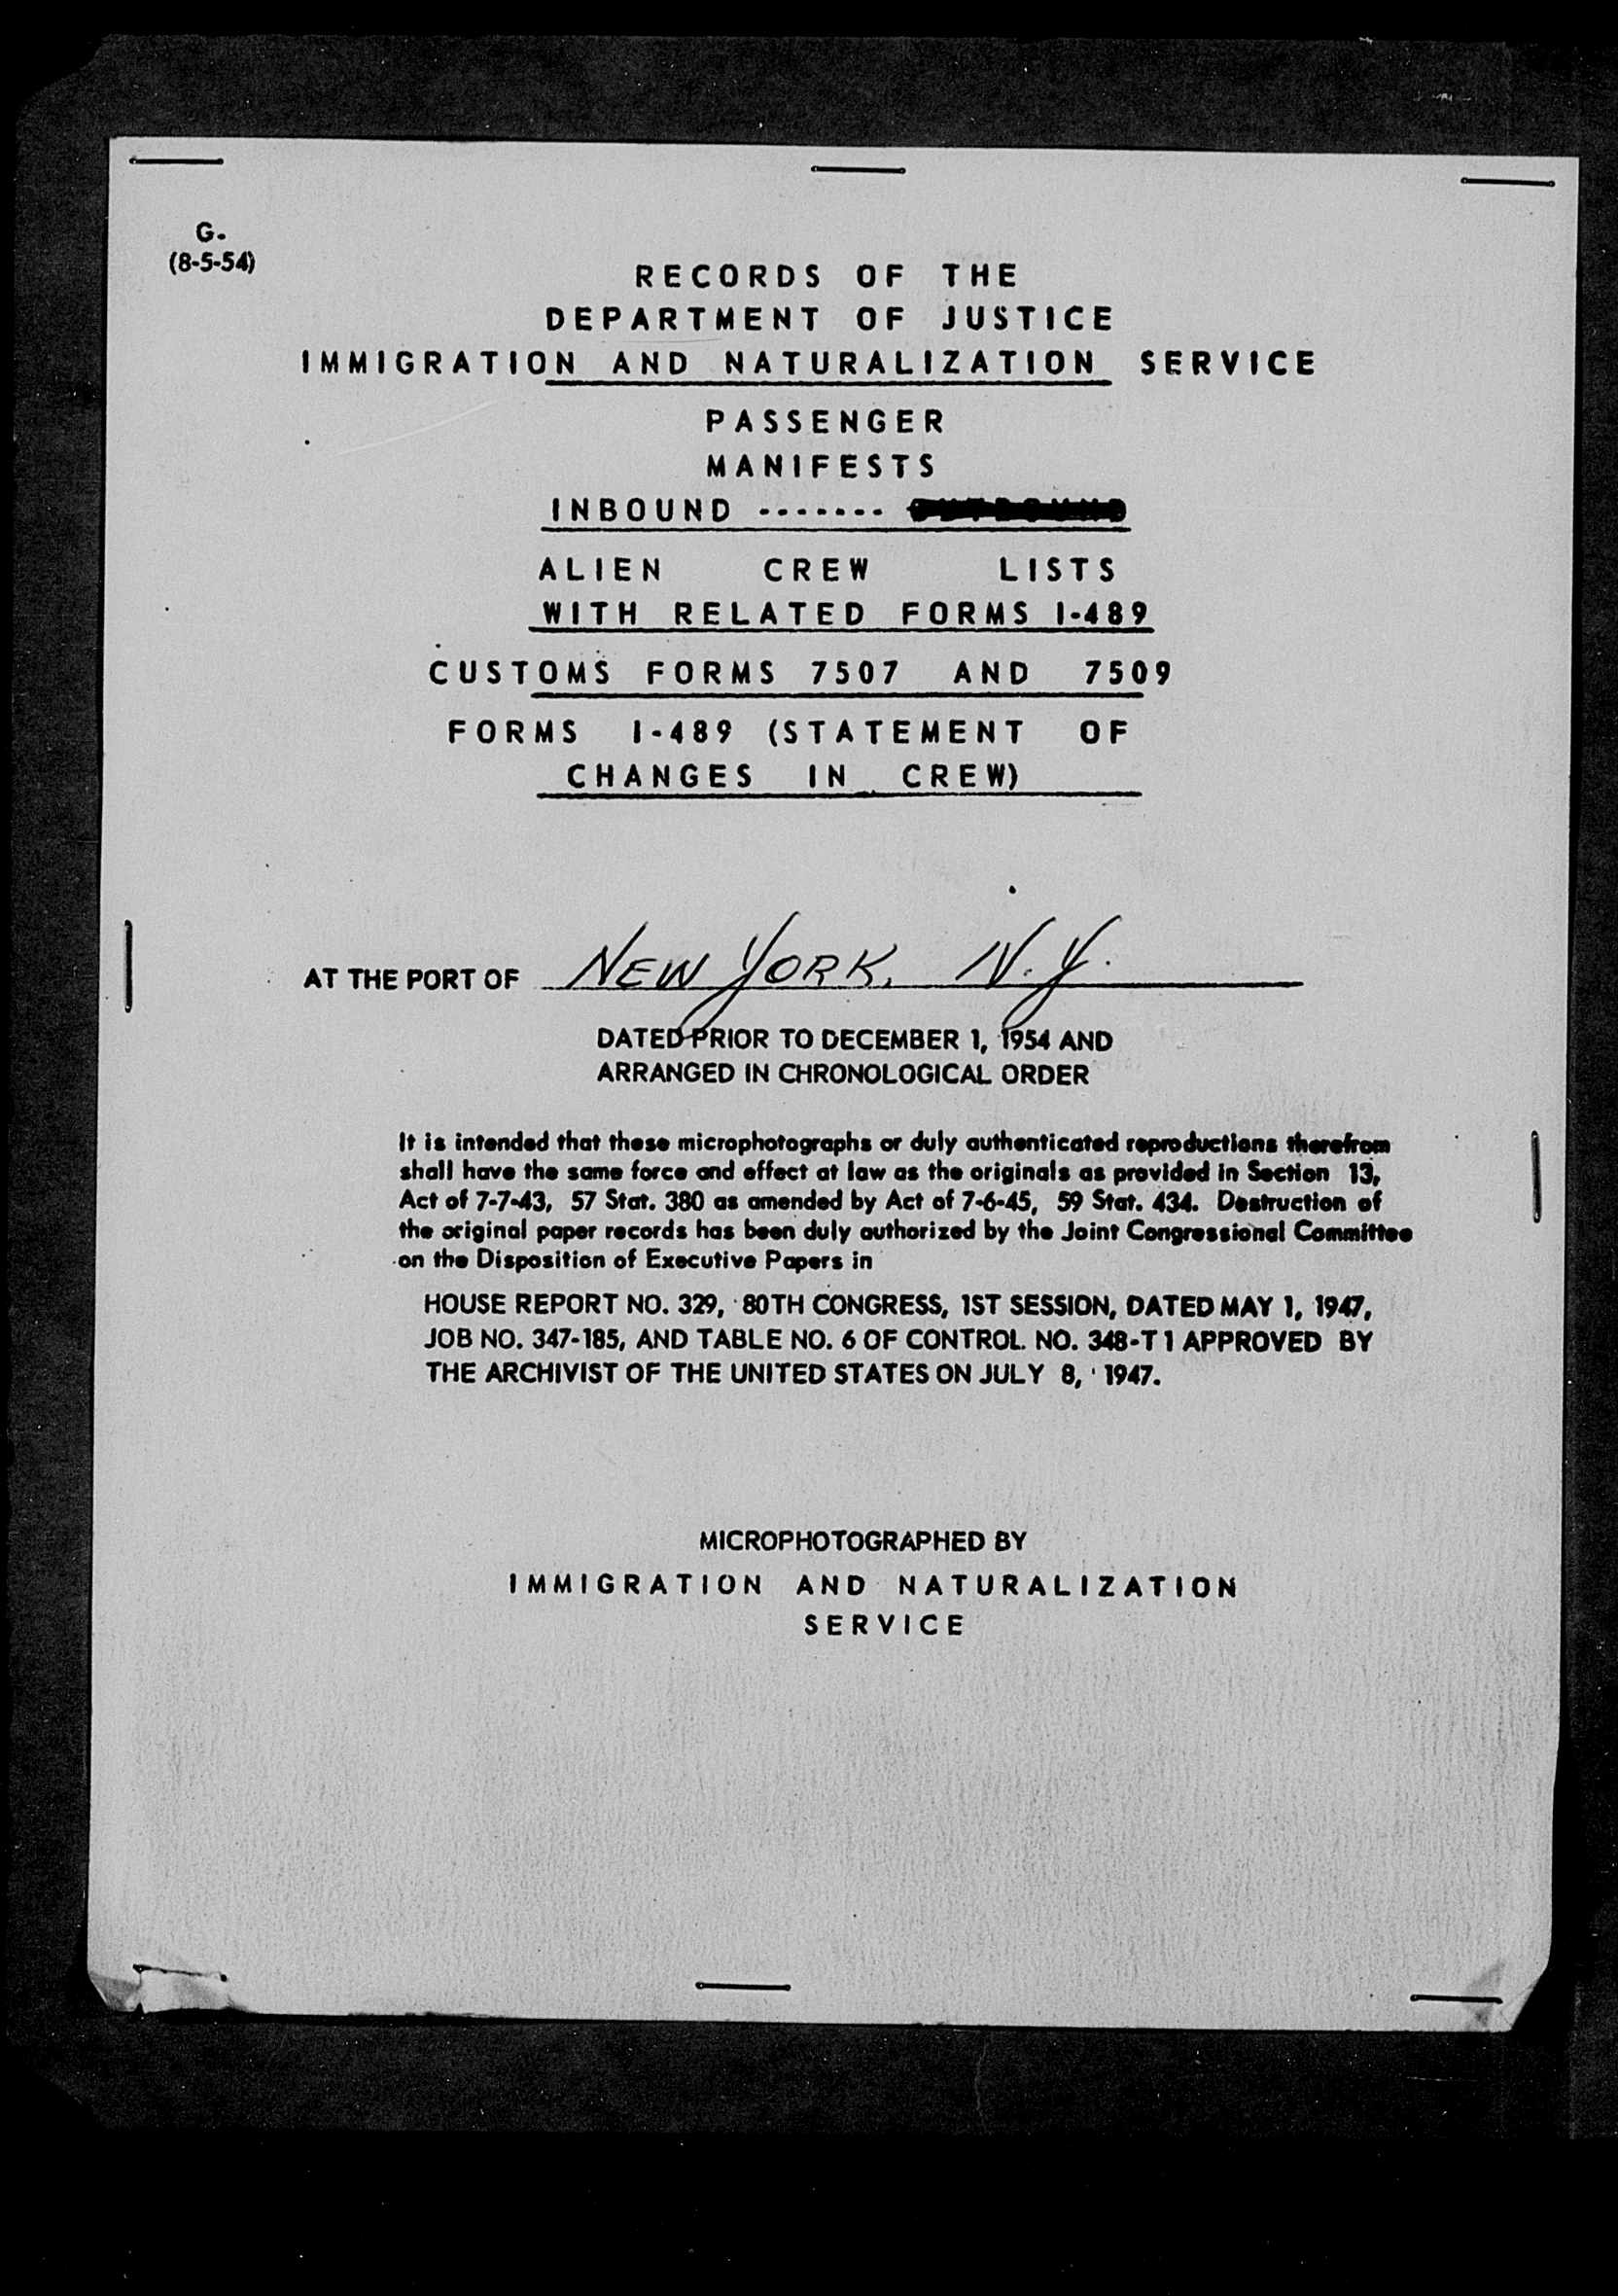 G.
(8-5-54)
RECORDS OF THE
DEPARTMENT OF JUSTICE
IMMIGRATION AND NATURALIZATION SERVICE
PASSENGER
MANIFESTS
INBOUND ------- OUTBOUND
ALIEN CREW LISTS
WITH RELATED FORMS I-489
CUSTOMS FORMS 7507 AND 7509
FORMS I-489 (STATEMENT OF
CHANGES IN CREW)
AT THE PORT OF NEW YORK, N.Y.
DATED PRIOR TO DECEMBER 1, 1954 AND
ARRANGED IN CHRONOLOGICAL ORDER
It is intended that these microphotographs or duly authenticated reproductions therefrom
shall have the same force and effect at law as the originals as provided in Section 13,
Act of 7-7-43, 57 Stat. 380 as amended by Act of 7-6-45, 59 Stat. 434. Destruction of
the original paper records has been duly authorized by the Joint Congressional Committee
on the Disposition of Executive Papers in
HOUSE REPORT NO. 329, 80TH CONGRESS, 1ST SESSION, DATED MAY 1, 1947,
JOB NO. 347-185, AND TABLE NO. 6 OF CONTROL NO. 348-T1 APPROVED BY
THE ARCHIVIST OF THE UNITED STATES ON JULY 8, 1947.
MICROPHOTOGRAPHED BY
IMMIGRATION AND NATURALIZATION
SERVICE